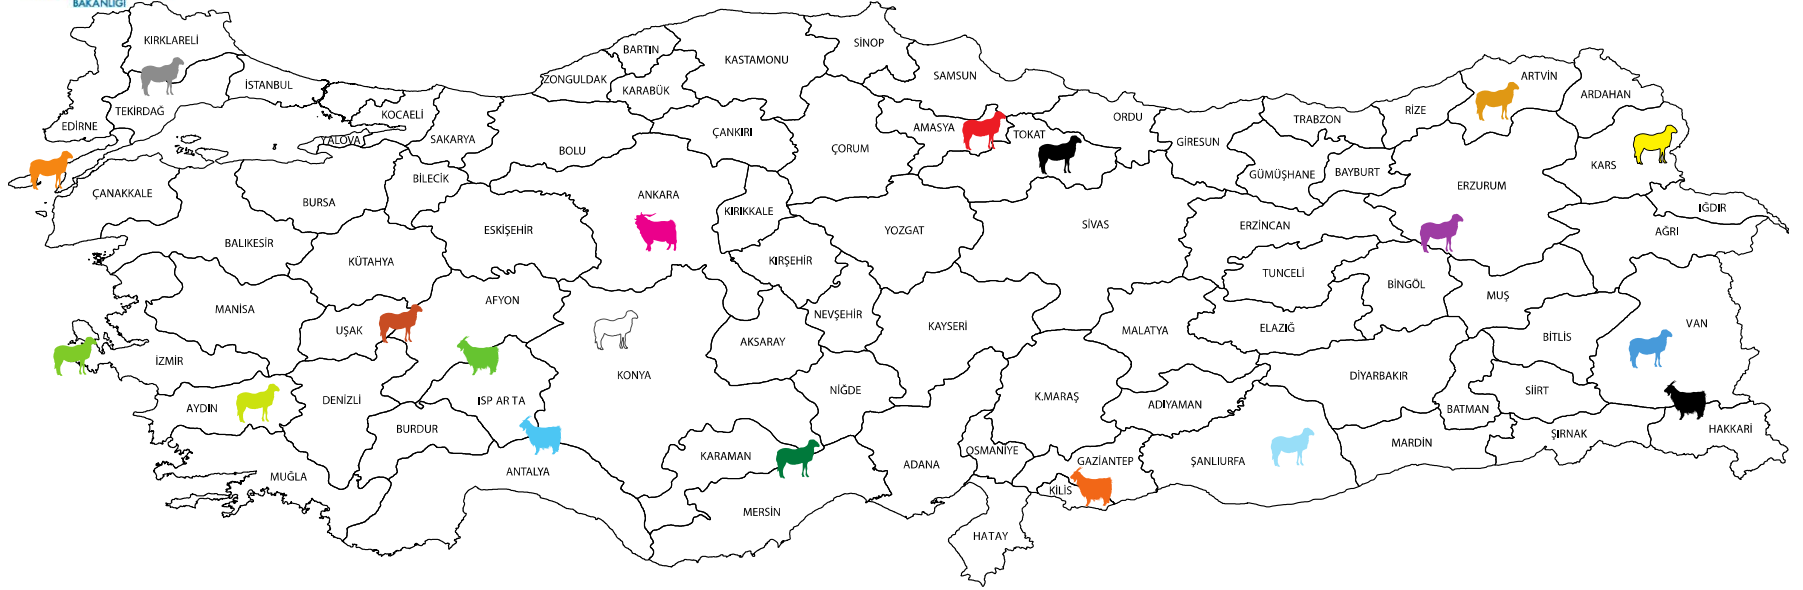 BAKANLIĞI
KIRKLARELİ
SİNOP
BARTIN
KASTAMONU
SAMSUN
ARTVİN
ZONGULDAK
İSTANBUL
KARABÜK
ARDAHAN
TEKİRDAĞ
KOCAELİ
RİZE
ORDU
TRABZON
EDİRNE
AMASYA
TOKAT
ÇANKIRI
YALOVA
SAKARYA
GİRESUN
BOLU
ÇORUM
KARS
GÜMÜŞHANE
BAYBURT
BİLECİK
ERZURUM
ÇANAKKALE
ANKARA
BURSA
KIRIKKALE
IĞDIR
SİVAS
ERZİNCAN
ESKİŞEHİR
YOZGAT
AĞRI
BALIKESİR
KÜTAHYA
KIRŞEHİR
TUNCELİ
BİNGÖL
MUŞ
AFYON
MANİSA
NEVŞEHİR
VAN
UŞAK
KAYSERİ
MALATYA
ELAZIĞ
BİTLİS
AKSARAY
İZMİR
KONYA
DİYARBAKIR
NİĞDE
SİİRT
K.MARAŞ
DENİZLİ
ISP AR TA
ADIYAMAN
AYDIN
BATMAN
BURDUR
HAKKARİ
ŞIRNAK
MARDİN
OSMANİYE
KARAMAN
GAZİANTEP
ŞANLIURFA
ADANA
ANTALYA
MUĞLA
KİLİS
MERSİN
HATAY